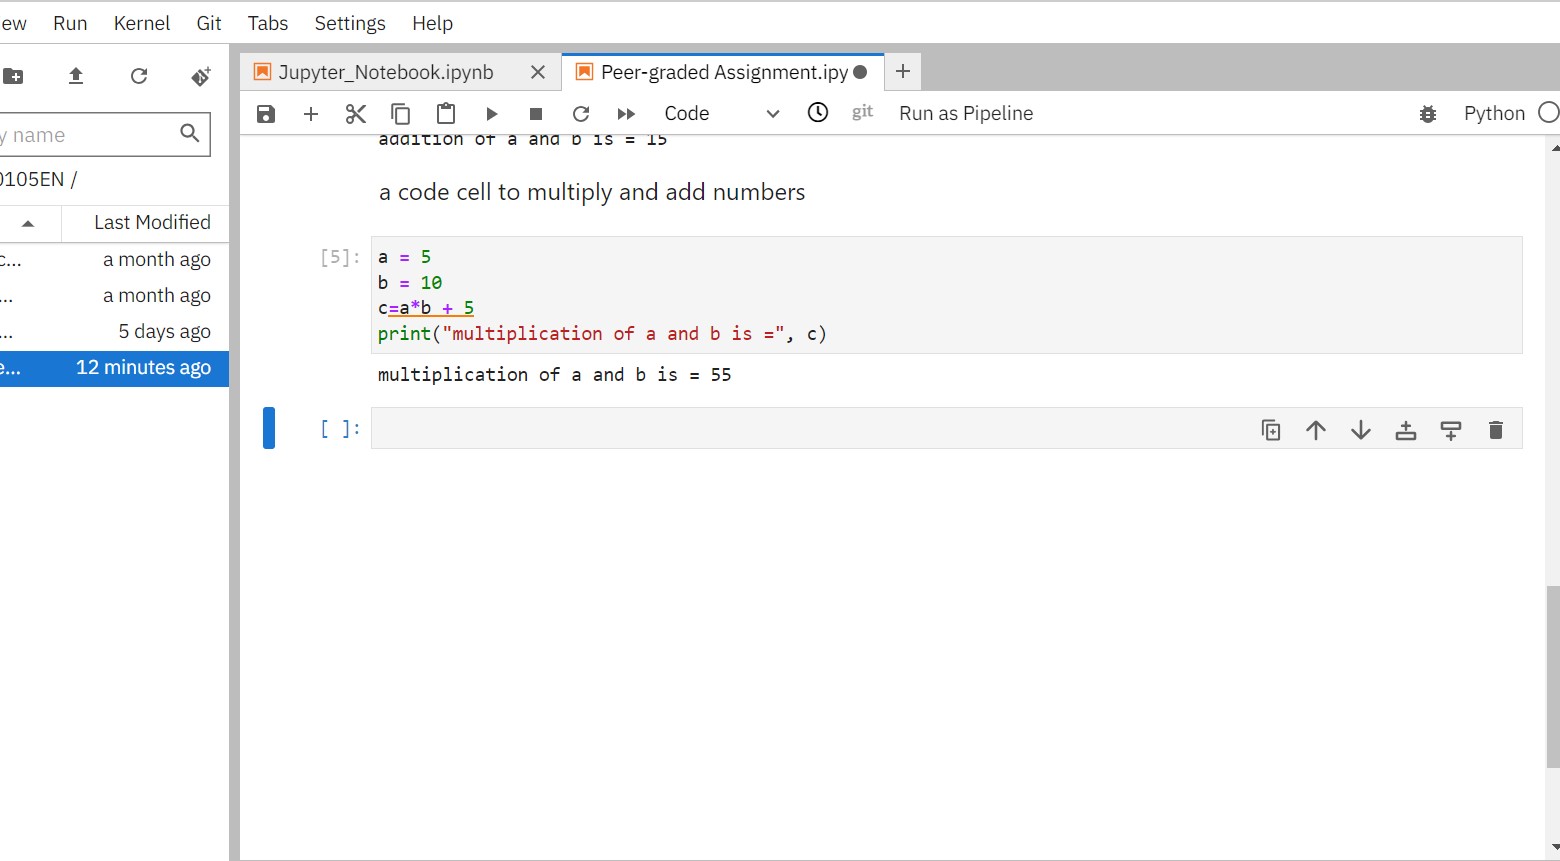 ew Run Kernel Git Tabs Settings Help
Jupyter_Notebook.ipynb
Peer-graded Assignment.ipy
Code
git
Run as Pipeline
Python
y name
0105EN /
Last Modified
c... a month ago
... a month ago
... 5 days ago
e... 12 minutes ago
addition of a and b is = 15
a code cell to multiply and add numbers
[5]:
a = 5
b = 10
c=a*b + 5
print("multiplication of a and b is =", c)
multiplication of a and b is = 55
[ ]: